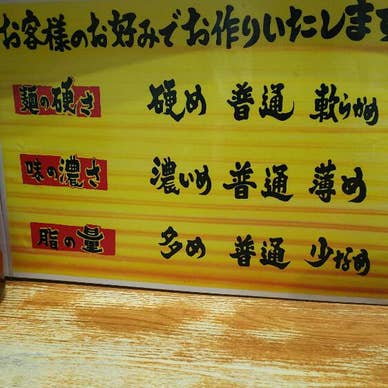 お客様のお好みでお作りいたします
麺の硬さ 硬め 普通 軟らかめ
味の濃さ 濃いめ 普通 薄め
脂の量 多め 普通 少なめ